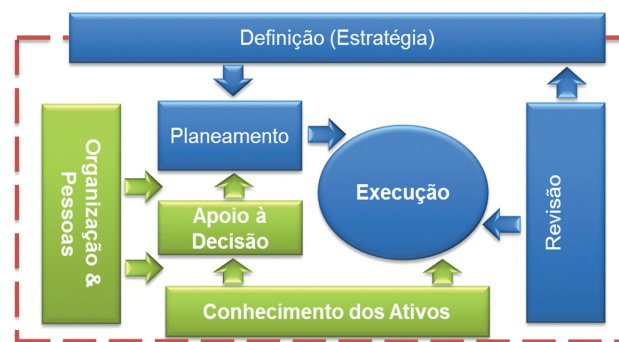 Definição (Estratégia)
Organização &
Pessoas
Planeamento
Apoio à
Decisão
Execução
Revisão
Conhecimento dos Ativos